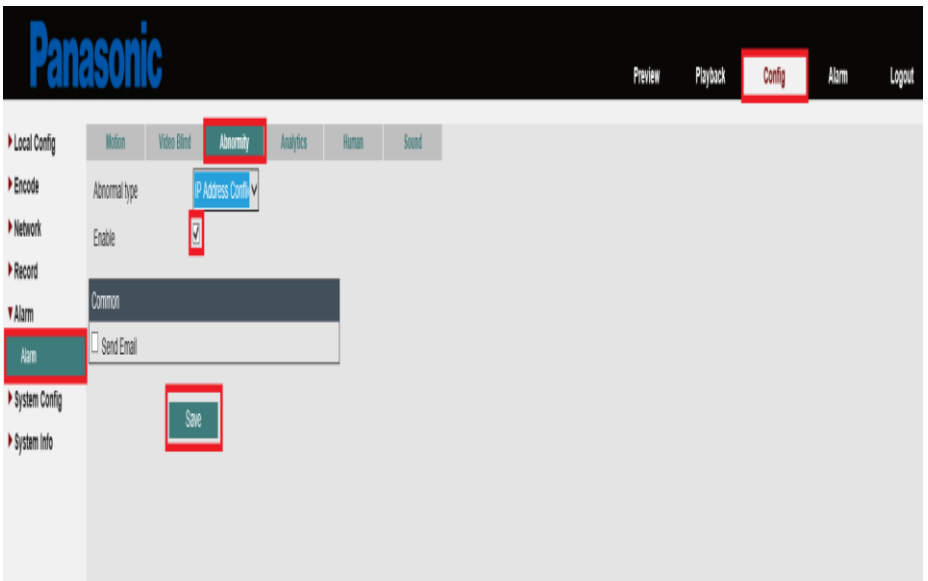 Panasonic
Preview Playback Config Alarm Logout
Local Config
Encode
Network
Record
Alarm
Alarm
System Config
System Info
Motion Video Blind Abnormity Analytics Human Sound
Abnormal type IP Address Confli
Enable
Common
Send Email
Save